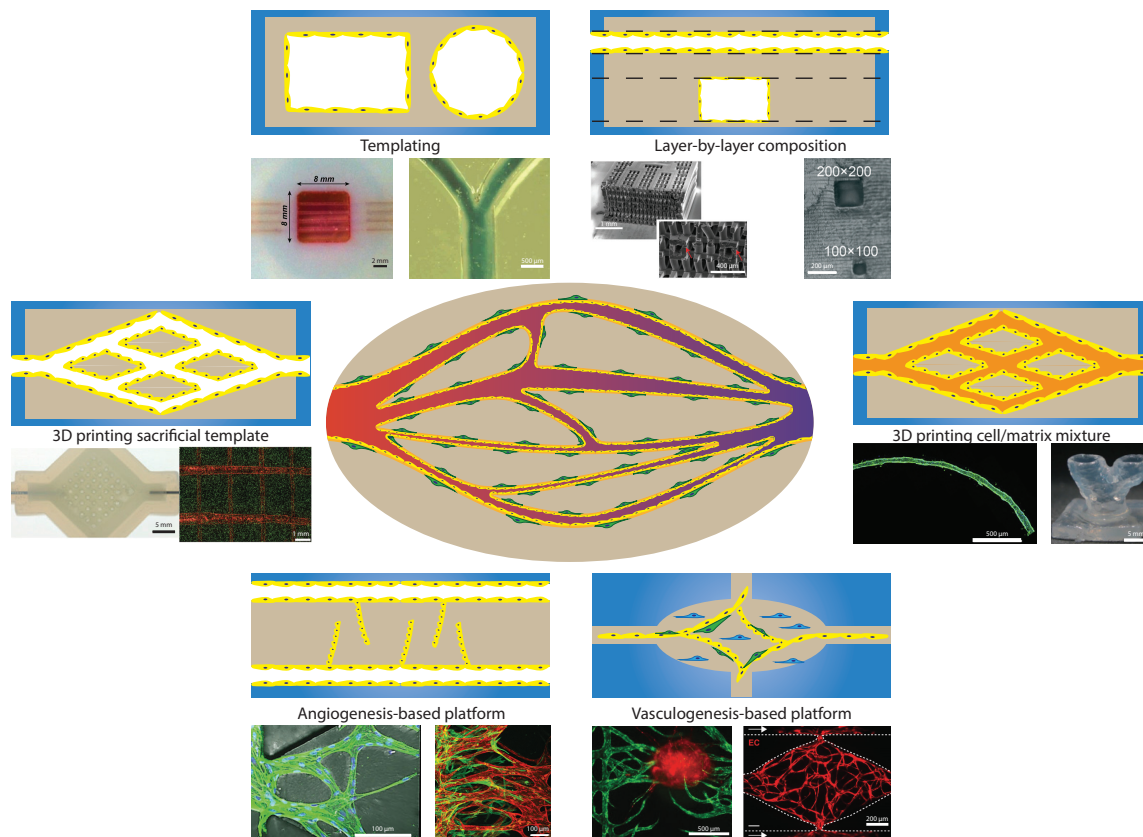 Templating
Layer-by-layer composition
8 mm
8 mm
2 mm
500 µm
1 mm
400 µm
200×200
100×100
200 µm
3D printing sacrificial template
3D printing cell/matrix mixture
5 mm
1 mm
500 µm
5 mm
Angiogenesis-based platform
Vasculogenesis-based platform
100 µm
100 µm
500 µm
EC
200 µm